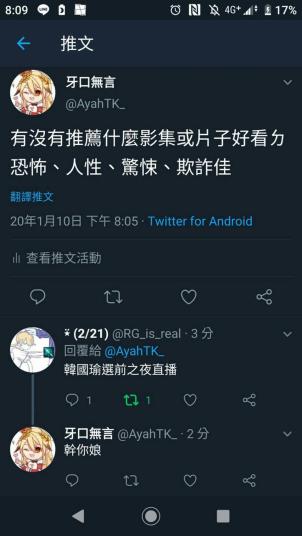 8:09
4G+
17%
推文
牙口無言
@AyahTK_
有沒有推薦什麼影集或片子好看ㄉ
恐怖、人性、驚悚、欺詐佳
翻譯推文
20年1月10日 下午 8:05 · Twitter for Android
查看推文活動
(2/21) @RG_is_real · 3 分
回覆給 @AyahTK_
韓國瑜選前之夜直播
1
1
牙口無言 @AyahTK_ · 2 分
幹你娘